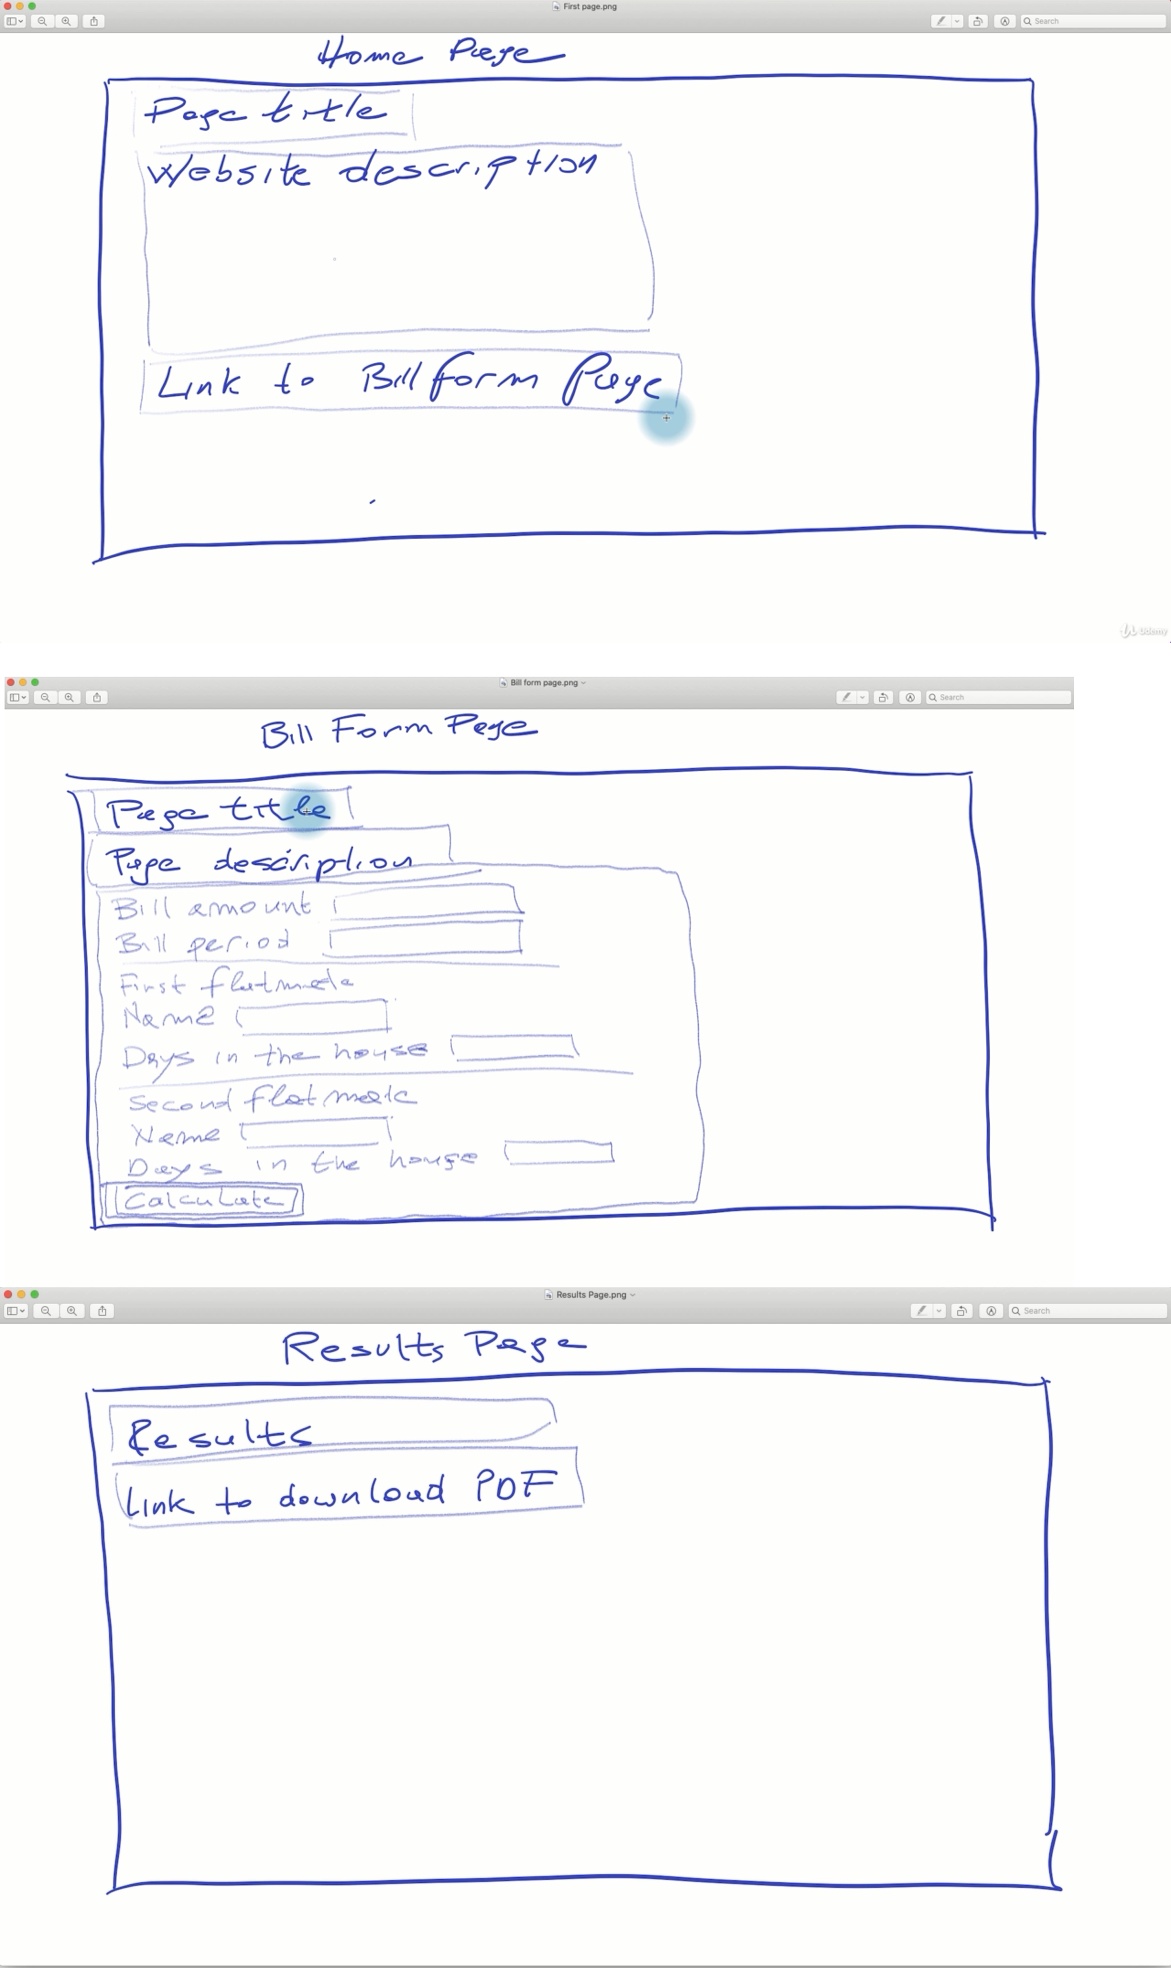 First page.png
Search
Home Page
Page title
Website description
Link to Bill form Page
Udemy
Bill form page.png
Search
Bill Form Page
Page title
Page description
Bill amount
Bill period
First flatmate
Name
Days in the house
Second flatmate
Name
Days in the house
Calculate
Results Page.png
Search
Results Page
Results
Link to download PDF